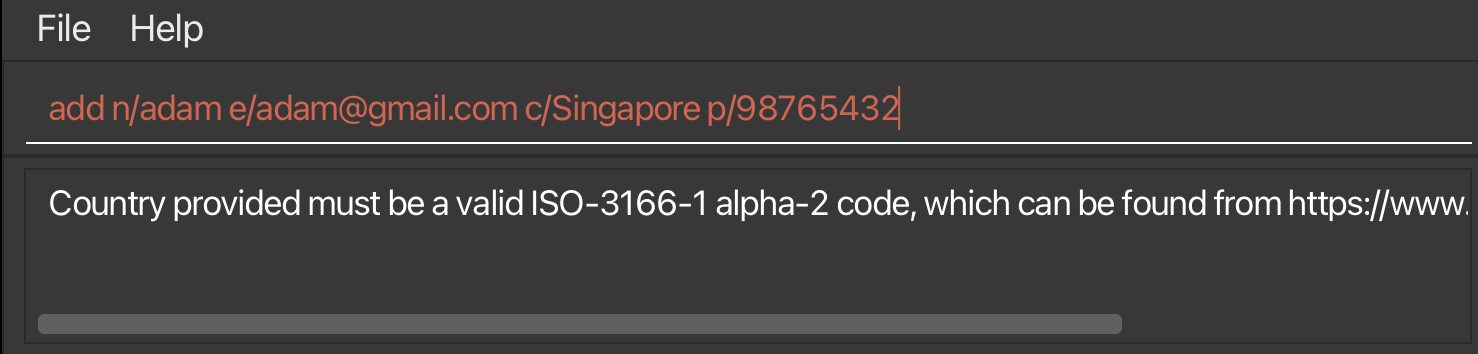 File Help
add n/adam e/adam@gmail.com c/Singapore p/98765432
Country provided must be a valid ISO-3166-1 alpha-2 code, which can be found from https://www.